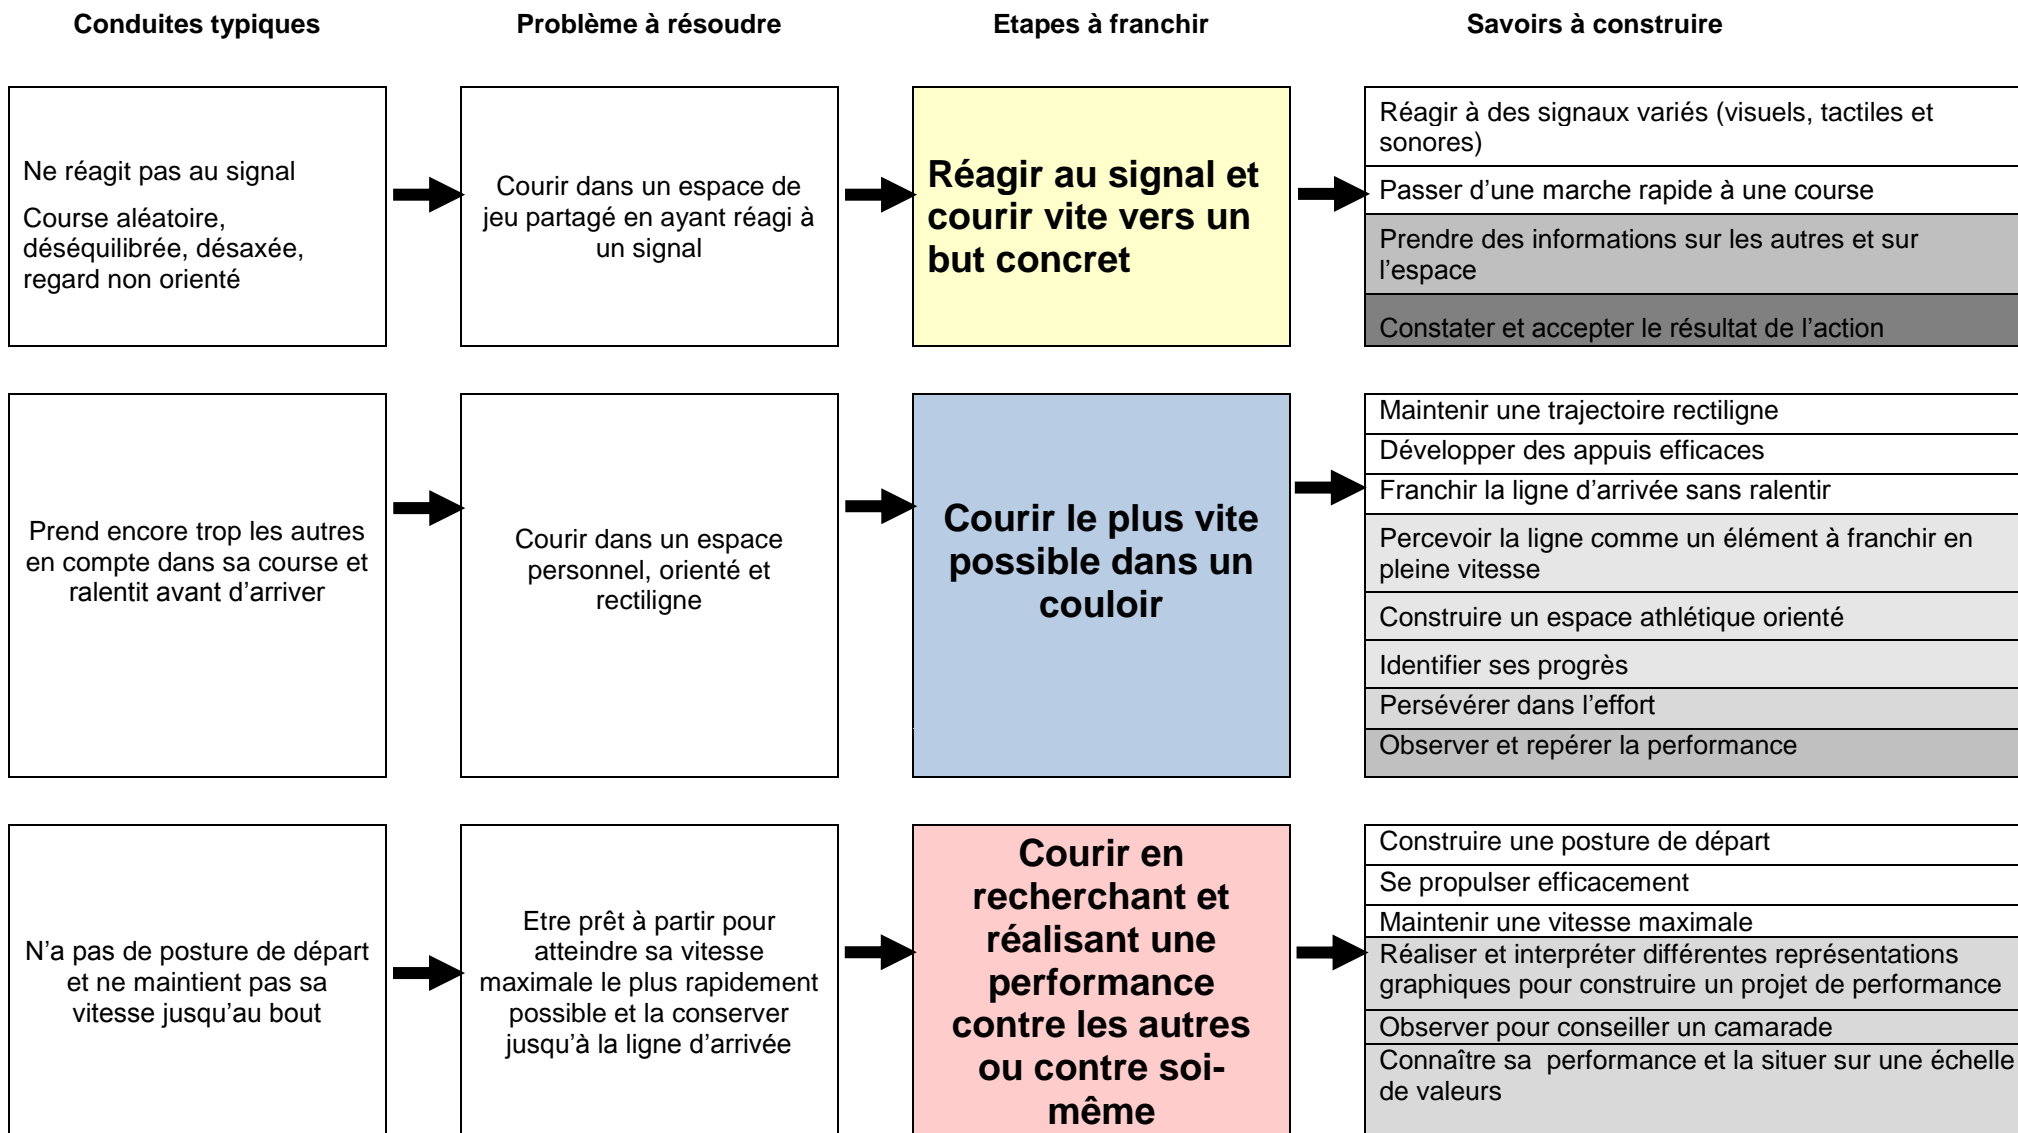 Conduites typiques
Problème à résoudre
Etapes à franchir
Savoirs à construire
Ne réagit pas au signal
Course aléatoire,
déséquilibrée, désaxée,
regard non orienté
Courir dans un espace de
jeu partagé en ayant réagi à
un signal
Réagir au signal et
courir vite vers un
but concret
Réagir à des signaux variés (visuels, tactiles et
sonores)
Passer d’une marche rapide à une course
Prendre des informations sur les autres et sur
l’espace
Constater et accepter le résultat de l’action
Prend encore trop les autres
en compte dans sa course et
ralentit avant d’arriver
Courir dans un espace
personnel, orienté et
rectiligne
Courir le plus vite
possible dans un
couloir
Maintenir une trajectoire rectiligne
Développer des appuis efficaces
Franchir la ligne d’arrivée sans ralentir
Percevoir la ligne comme un élément à franchir en
pleine vitesse
Construire un espace athlétique orienté
Identifier ses progrès
Persévérer dans l’effort
Observer et repérer la performance
N’a pas de posture de départ
et ne maintient pas sa
vitesse jusqu’au bout
Etre prêt à partir pour
atteindre sa vitesse
maximale le plus rapidement
possible et la conserver
jusqu’à la ligne d’arrivée
Courir en
recherchant et
réalisant une
performance
contre les autres
ou contre soi-
même
Construire une posture de départ
Se propulser efficacement
Maintenir une vitesse maximale
Réaliser et interpréter différentes représentations
graphiques pour construire un projet de performance
Observer pour conseiller un camarade
Connaître sa  performance et la situer sur une échelle
de valeurs